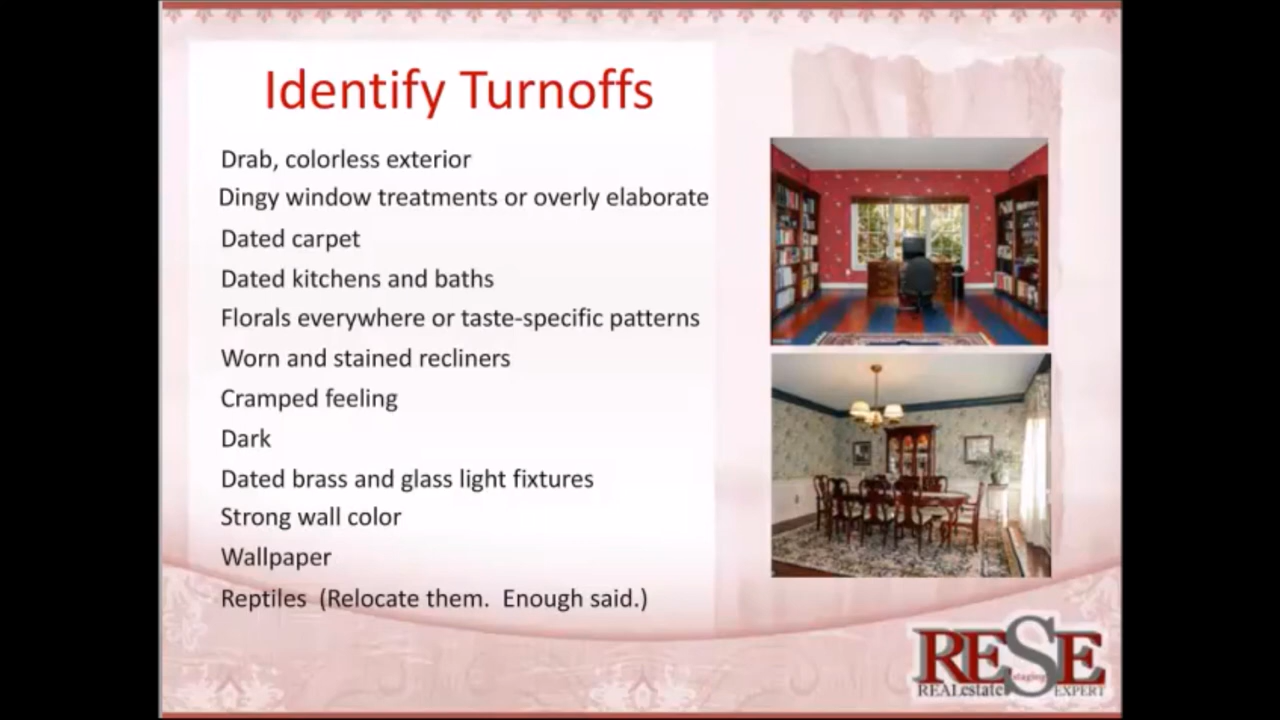 Identify Turnoffs
Drab, colorless exterior
Dingy window treatments or overly elaborate
Dated carpet
Dated kitchens and baths
Florals everywhere or taste-specific patterns
Worn and stained recliners
Cramped feeling
Dark
Dated brass and glass light fixtures
Strong wall color
Wallpaper
Reptiles  (Relocate them.  Enough said.)
RESE
REALestate staging EXPERT